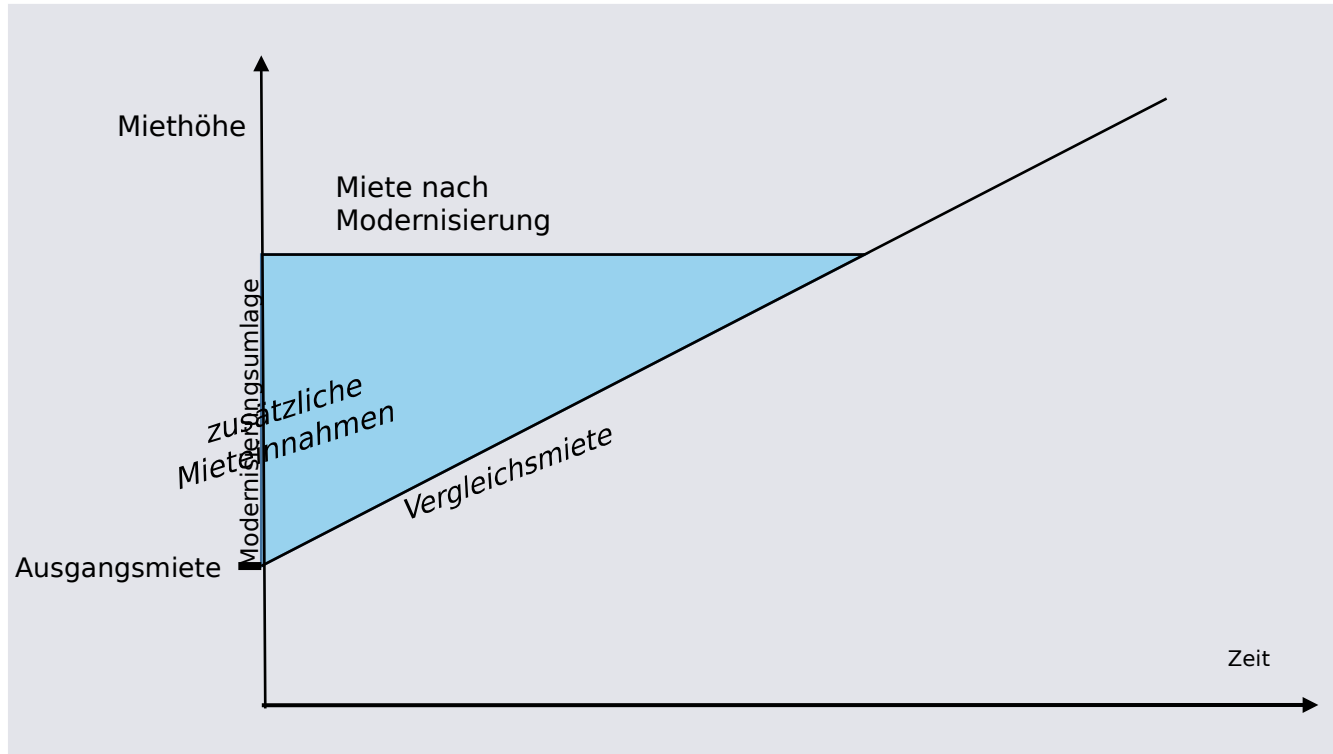 Miethöhe
Miete nach
Modernisierung
Modernisierungsumlage
zusätzliche
Mieteinnahmen
Vergleichsmiete
Ausgangsmiete
Zeit